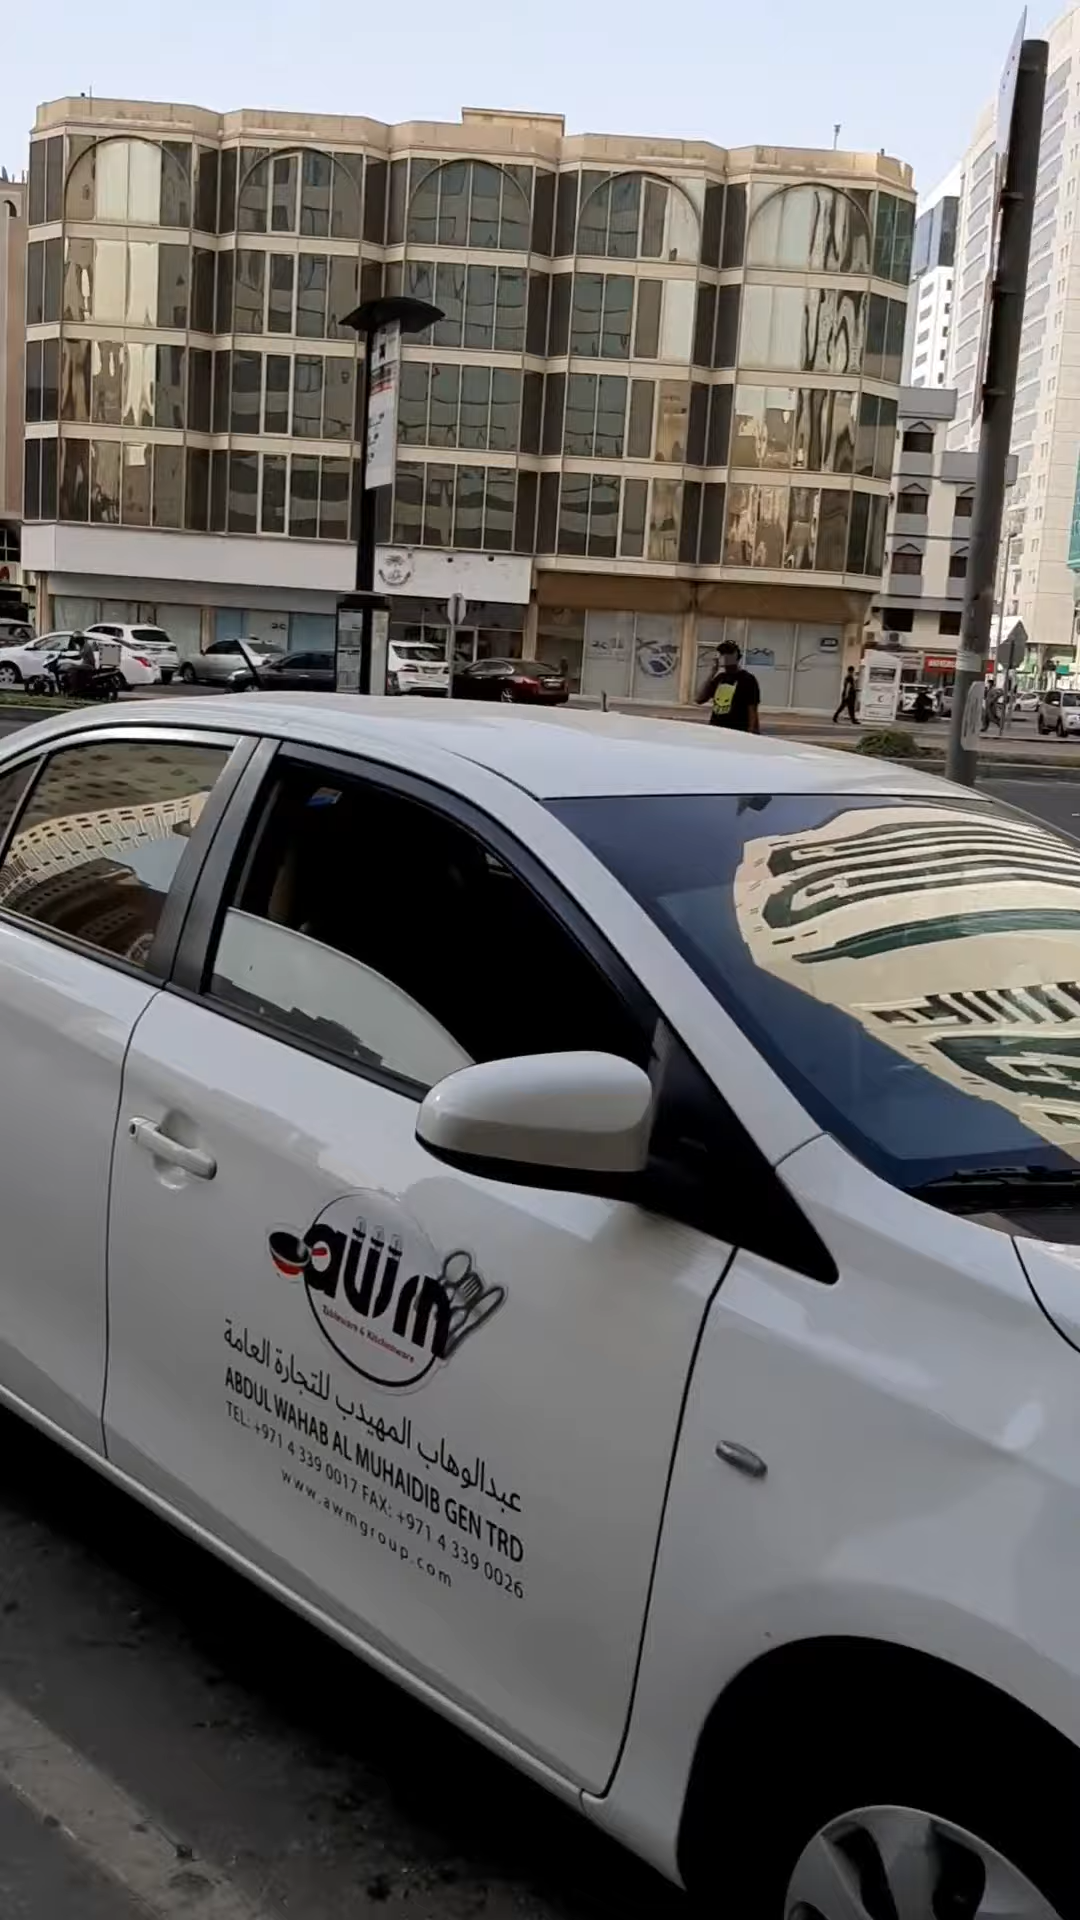 awm
Tableware & Kitchenware
عبدالوهاب المهيدب للتجارة العامة
ABDUL WAHAB AL MUHAIDIB GEN TRD
TEL: +971 4 339 0017 FAX: +971 4 339 0026
www.awmgroup.com